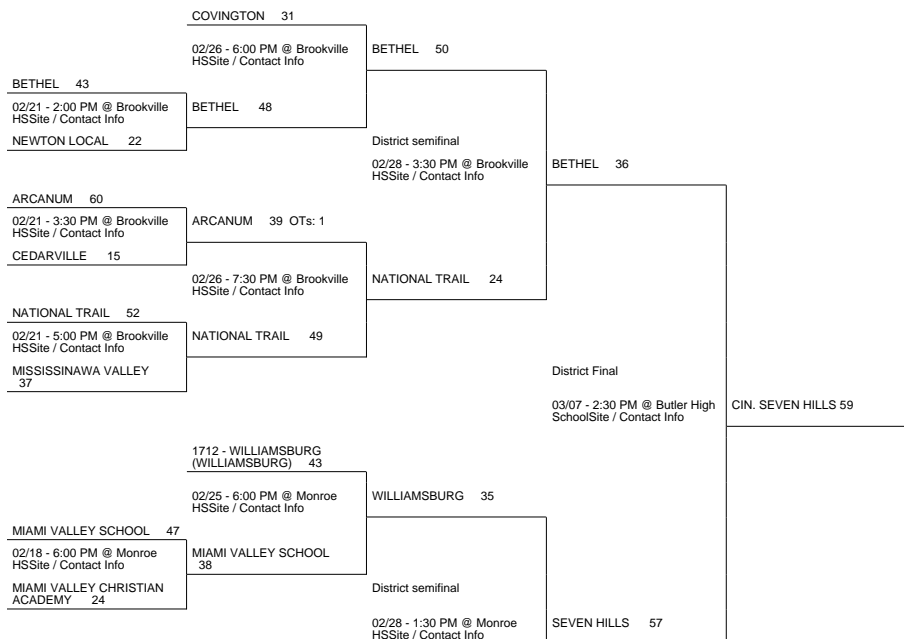 COVINGTON 31
02/26 - 6:00 PM @ Brookville
HSSite / Contact Info
BETHEL 50
BETHEL 43
02/21 - 2:00 PM @ Brookville
HSSite / Contact Info
BETHEL 48
NEWTON LOCAL 22
District semifinal
02/28 - 3:30 PM @ Brookville
HSSite / Contact Info
BETHEL 36
ARCANUM 60
02/21 - 3:30 PM @ Brookville
HSSite / Contact Info
ARCANUM 39 OTs: 1
CEDARVILLE 15
02/26 - 7:30 PM @ Brookville
HSSite / Contact Info
NATIONAL TRAIL 24
NATIONAL TRAIL 52
02/21 - 5:00 PM @ Brookville
HSSite / Contact Info
NATIONAL TRAIL 49
MISSISSINAWA VALLEY
37
District Final
03/07 - 2:30 PM @ Butler High
SchoolSite / Contact Info
CIN. SEVEN HILLS 59
1712 - WILLIAMSBURG
(WILLIAMSBURG) 43
02/25 - 6:00 PM @ Monroe
HSSite / Contact Info
WILLIAMSBURG 35
MIAMI VALLEY SCHOOL 47
02/18 - 6:00 PM @ Monroe
HSSite / Contact Info
MIAMI VALLEY SCHOOL
38
MIAMI VALLEY CHRISTIAN
ACADEMY 24
District semifinal
02/28 - 1:30 PM @ Monroe
HSSite / Contact Info
SEVEN HILLS 57